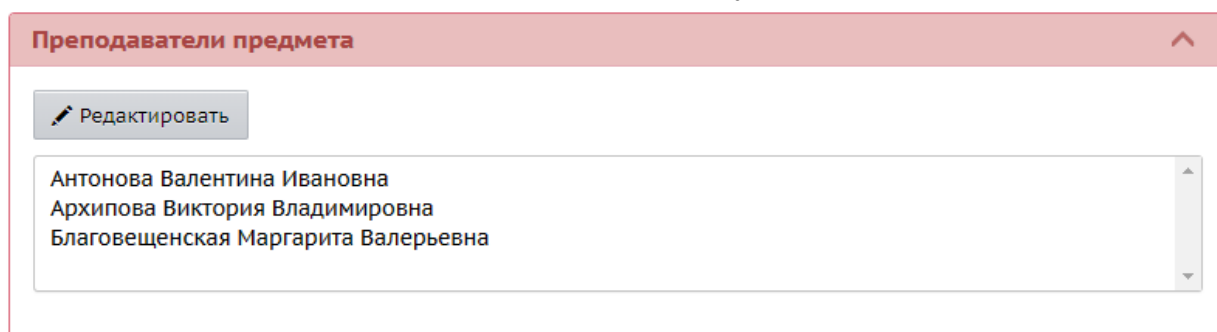 Преподаватели предмета
Редактировать
Антонова Валентина Ивановна
Архипова Виктория Владимировна
Благовещенская Маргарита Валерьевна